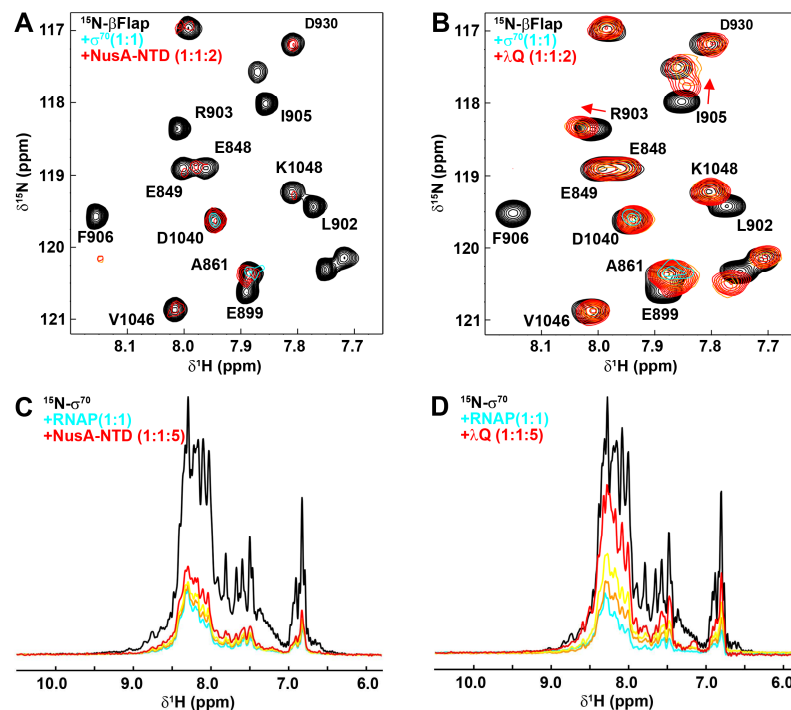 A
¹⁵N-βFlap
+σ⁷⁰(1:1)
+NusA-NTD (1:1:2)
D930
R903
I905
E848
E849
K1048
F906
D1040
L902
A861
E899
V1046
117
118
119
120
121
δ¹⁵N (ppm)
8.1 8.0 7.9 7.8 7.7
δ¹H (ppm)
B
¹⁵N-βFlap
+σ⁷⁰(1:1)
+λQ (1:1:2)
D930
R903
I905
E848
E849
K1048
F906
D1040
L902
A861
E899
V1046
117
118
119
120
121
δ¹⁵N (ppm)
8.1 8.0 7.9 7.8 7.7
δ¹H (ppm)
C
¹⁵N-σ⁷⁰
+RNAP(1:1)
+NusA-NTD (1:1:5)
10.0 9.0 8.0 7.0 6.0
δ¹H (ppm)
D
¹⁵N-σ⁷⁰
+RNAP(1:1)
+λQ (1:1:5)
10.0 9.0 8.0 7.0 6.0
δ¹H (ppm)